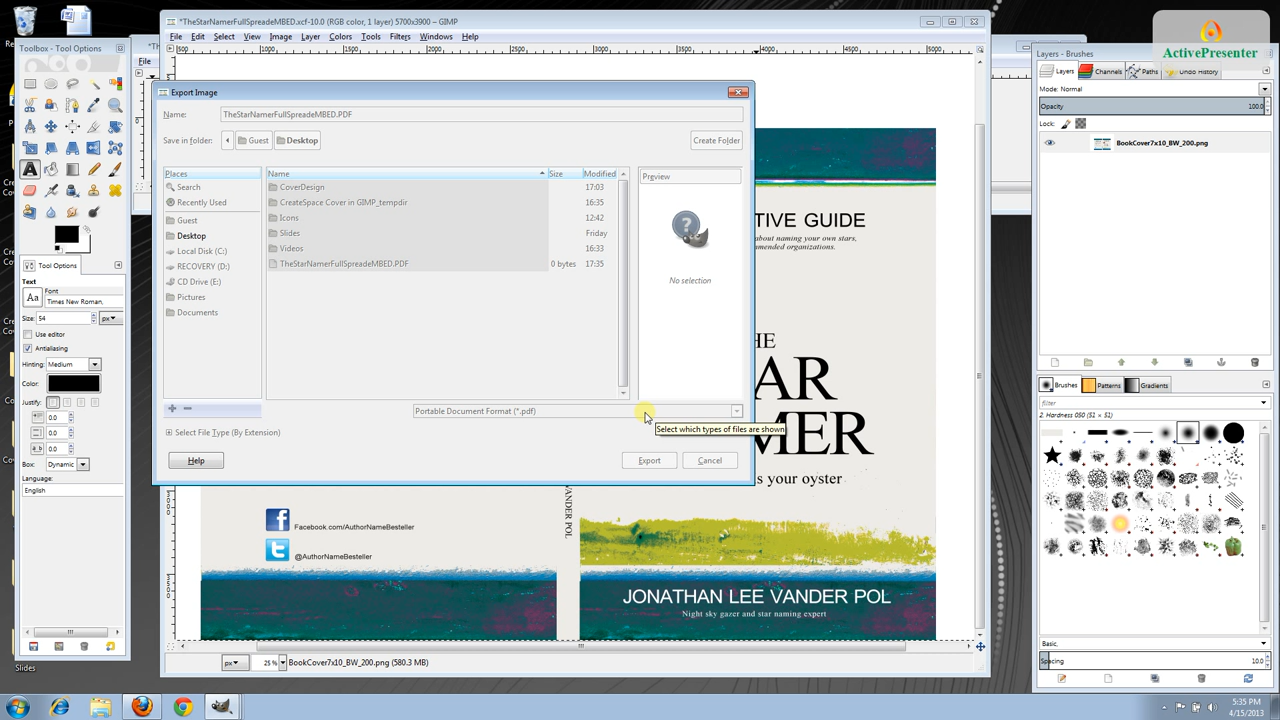 *TheStarNamerFullSpreadeMBED.xcf-10.0 (RGB color, 1 layer) 5700x3900 – GIMP
ActivePresenter
File Edit Select View Image Layer Colors Tools Filters Windows Help
Toolbox - Tool Options
File
Layers - Brushes
Layers Channels Paths Undo History
Mode: Normal
Opacity 100.0
Lock:
BookCover7x10_BW_200.png
Export Image
Name: TheStarNamerFullSpreadeMBED.PDF
Save in folder: Guest Desktop Create Folder
Places
Search
Recently Used
Guest
Desktop
Local Disk (C:)
RECOVERY (D:)
CD Drive (E:)
Pictures
Documents
Name Size Modified
CoverDesign 17:03
CreateSpace Cover in GIMP_tempdir 16:35
Icons 12:42
Slides Friday
Videos 16:33
TheStarNamerFullSpreadeMBED.PDF 0 bytes 17:35
Preview
No selection
Portable Document Format (*.pdf)
Select which types of files are shown
Select File Type (By Extension)
Help Export Cancel
Tool Options
Text
Font
Aa Times New Roman,
Size: 54 px
Use editor
Antialiasing
Hinting: Medium
Color:
Justify:
0.0
0.0
0.0
Box: Dynamic
Language:
English
TIVE GUIDE
about naming your own stars,
mmended organizations.
HE
AR
MER
s your oyster
VANDER POL
Facebook.com/AuthorNameBesteller
@AuthorNameBesteller
JONATHAN LEE VANDER POL
Night sky gazer and star naming expert
px 25 % BookCover7x10_BW_200.png (580.3 MB)
Brushes Patterns Gradients
filter
2. Hardness 050 (51 × 51)
Basic,
Spacing 10.0
Slides
5:35 PM
4/15/2013